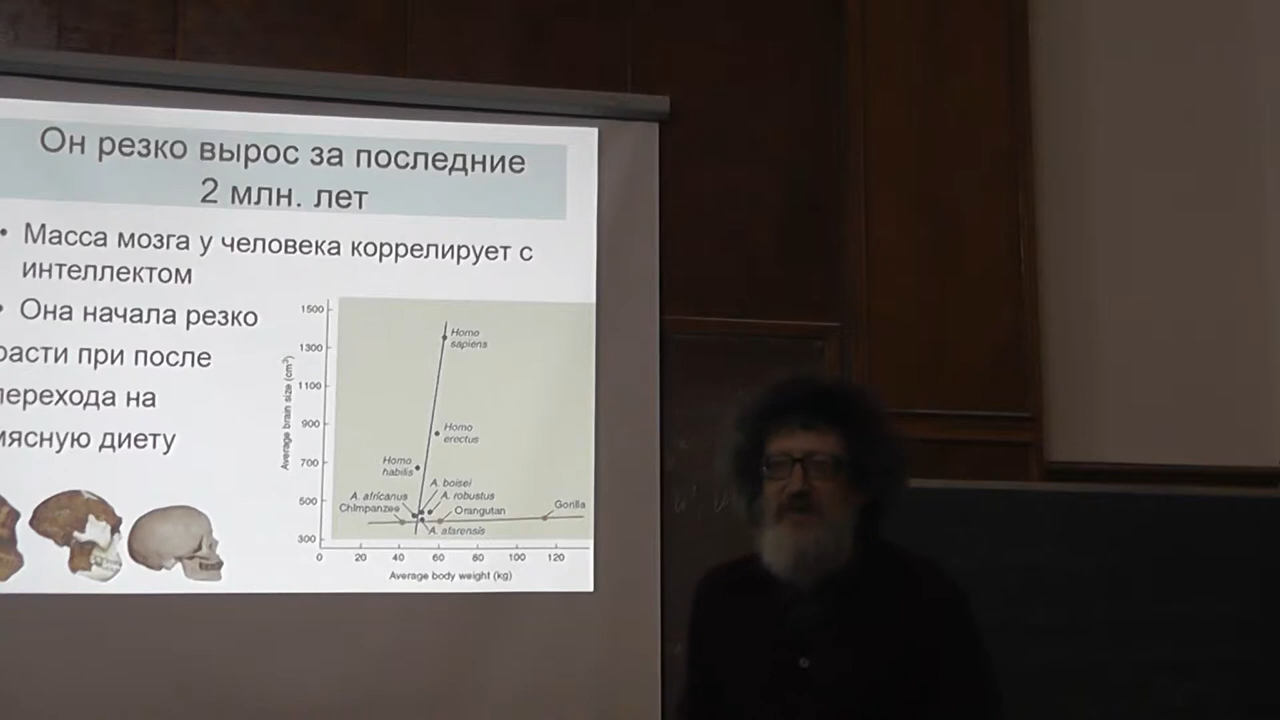 Он резко вырос за последние
2 млн. лет
• Масса мозга у человека коррелирует с
интеллектом
• Она начала резко
расти при после
перехода на
мясную диету
1500
1300
1100
900
700
500
300
Average brain size (cm³)
Homo
sapiens
Homo
erectus
Homo
habilis
A. boisei
A. africanus
A. robustus
Chimpanzee
Orangutan
Gorilla
A. afarensis
0 20 40 60 80 100 120
Average body weight (kg)